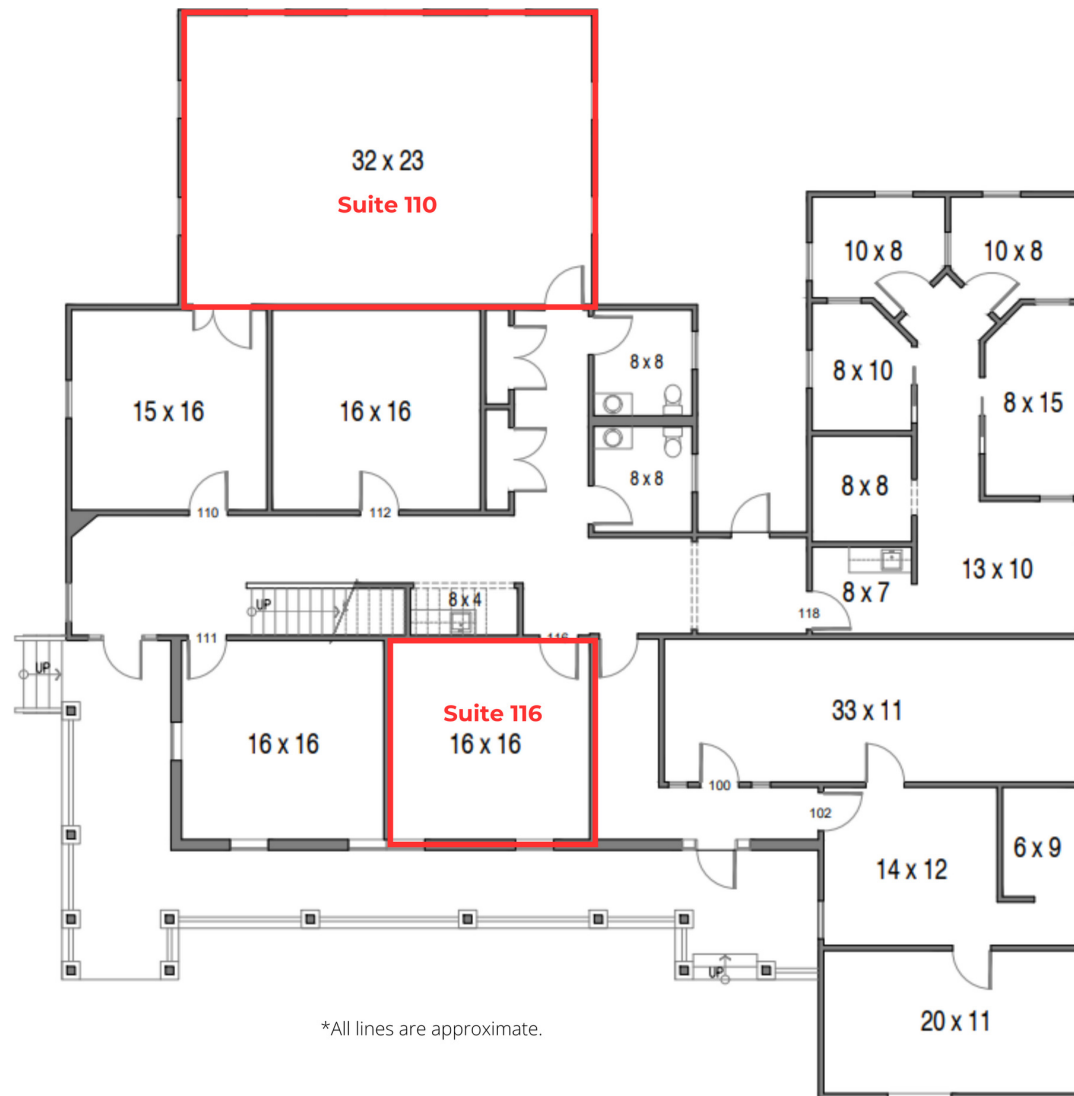 32 x 23
Suite 110
10 x 8
10 x 8
8 x 8
8 x 10
15 x 16
16 x 16
8 x 15
8 x 8
8 x 8
110
112
13 x 10
8 x 7
UP
8 x 4
118
111
116
UP
Suite 116
33 x 11
16 x 16
16 x 16
100
102
6 x 9
14 x 12
UP
20 x 11
*All lines are approximate.